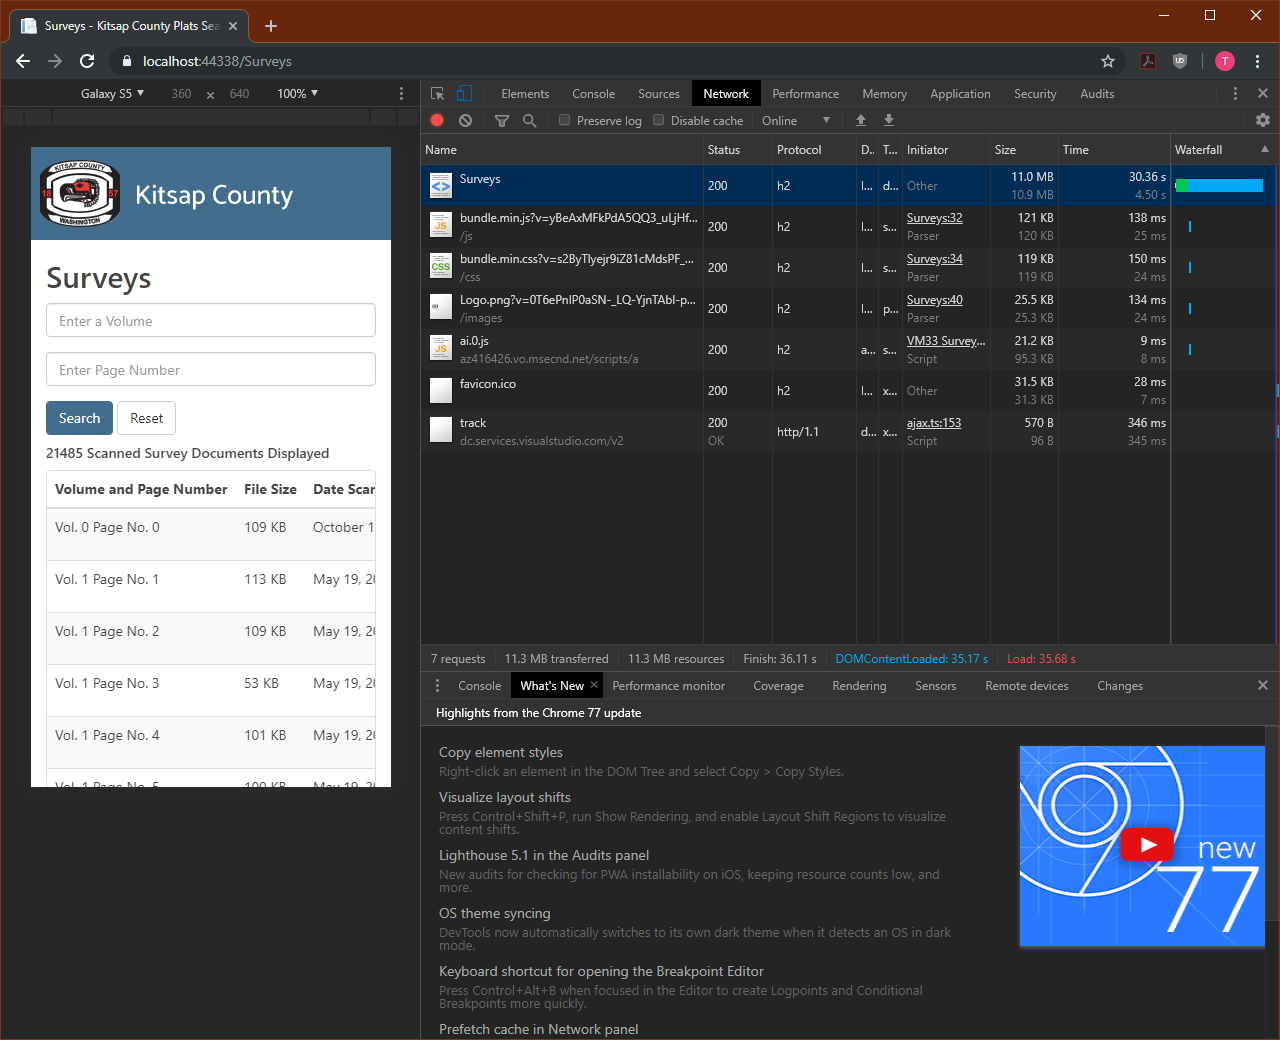 Surveys - Kitsap County Plats Sea
localhost:44338/Surveys
T
Galaxy S5 ▼ 360 × 640 100% ▼
KITSAP COUNTY
18 57
WASHINGTON
Kitsap County
Surveys
Enter a Volume
Enter Page Number
Search Reset
21485 Scanned Survey Documents Displayed
Volume and Page Number File Size Date Scar
Vol. 0 Page No. 0 109 KB October 1
Vol. 1 Page No. 1 113 KB May 19, 20
Vol. 1 Page No. 2 109 KB May 19, 20
Vol. 1 Page No. 3 53 KB May 19, 20
Vol. 1 Page No. 4 101 KB May 19, 20
Vol. 1 Page No. 5 100 KB May 19, 20
Elements Console Sources Network Performance Memory Application Security Audits
Preserve log Disable cache Online ▼
Name Status Protocol D.. T... Initiator Size Time Waterfall
Surveys 200 h2 l... d... Other 11.0 MB 30.36 s
10.9 MB 4.50 s
bundle.min.js?v=yBeAxMFkPdA5QQ3_uLjHf... 200 h2 l... s... Surveys:32 121 KB 138 ms
/js Parser 120 KB 25 ms
bundle.min.css?v=s2ByTlyejr9iZ81cMdsPF_... 200 h2 l... s... Surveys:34 119 KB 150 ms
/css Parser 119 KB 24 ms
Logo.png?v=0T6ePnlP0aSN-_LQ-YjnTAbI-p... 200 h2 l... p... Surveys:40 25.5 KB 134 ms
/images Parser 25.3 KB 24 ms
ai.0.js 200 h2 a... s... VM33 Survey... 21.2 KB 9 ms
az416426.vo.msecnd.net/scripts/a Script 95.3 KB 8 ms
favicon.ico 200 h2 l... x... Other 31.5 KB 28 ms
31.3 KB 7 ms
track 200 http/1.1 d... x... ajax.ts:153 570 B 346 ms
dc.services.visualstudio.com/v2 OK Script 96 B 345 ms
7 requests 11.3 MB transferred 11.3 MB resources Finish: 36.11 s DOMContentLoaded: 35.17 s Load: 35.68 s
Console What's New × Performance monitor Coverage Rendering Sensors Remote devices Changes
Highlights from the Chrome 77 update
Copy element styles
Right-click an element in the DOM Tree and select Copy > Copy Styles.
Visualize layout shifts
Press Control+Shift+P, run Show Rendering, and enable Layout Shift Regions to visualize
content shifts.
Lighthouse 5.1 in the Audits panel
New audits for checking for PWA installability on iOS, keeping resource counts low, and
more.
OS theme syncing
DevTools now automatically switches to its own dark theme when it detects an OS in dark
mode.
Keyboard shortcut for opening the Breakpoint Editor
Press Control+Alt+B when focused in the Editor to create Logpoints and Conditional
Breakpoints more quickly.
Prefetch cache in Network panel
new
77